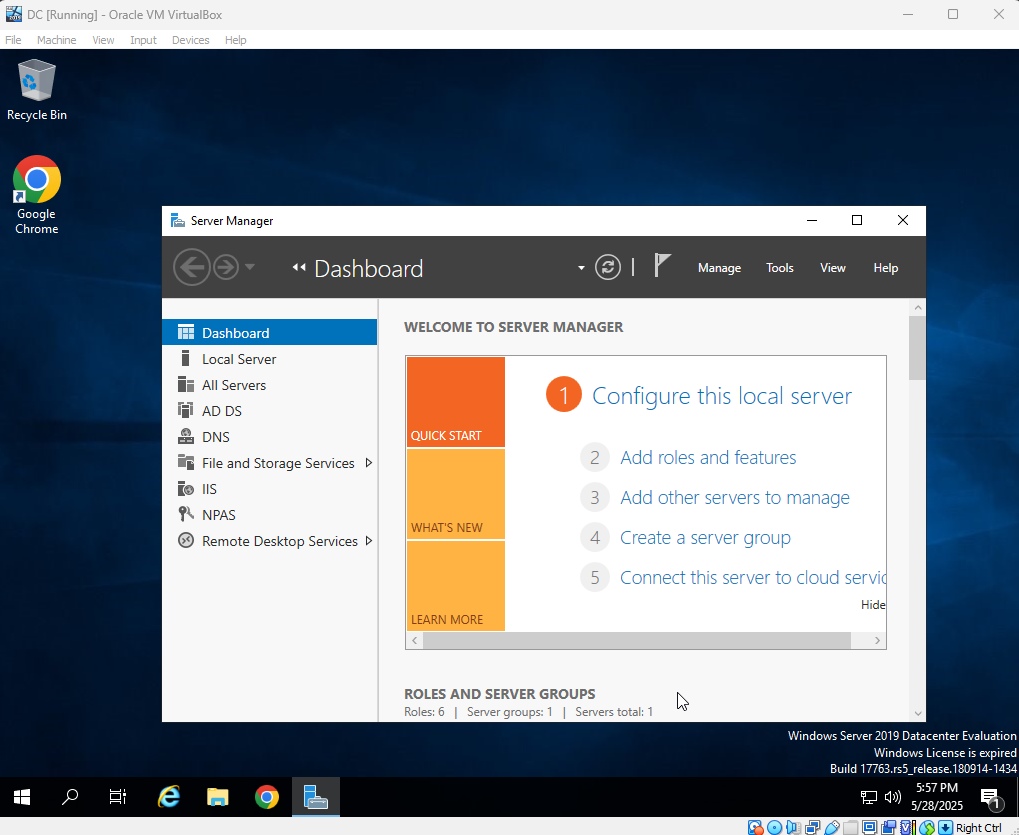 DC [Running] - Oracle VM VirtualBox
File Machine View Input Devices Help
Recycle Bin
Google
Chrome
Server Manager
Dashboard
Manage Tools View Help
Dashboard
Local Server
All Servers
AD DS
DNS
File and Storage Services
IIS
NPAS
Remote Desktop Services
WELCOME TO SERVER MANAGER
QUICK START
WHAT'S NEW
LEARN MORE
1 Configure this local server
2 Add roles and features
3 Add other servers to manage
4 Create a server group
5 Connect this server to cloud servic
Hide
ROLES AND SERVER GROUPS
Roles: 6 | Server groups: 1 | Servers total: 1
Windows Server 2019 Datacenter Evaluation
Windows License is expired
Build 17763.rs5_release.180914-1434
5:57 PM
5/28/2025
1
Right Ctrl